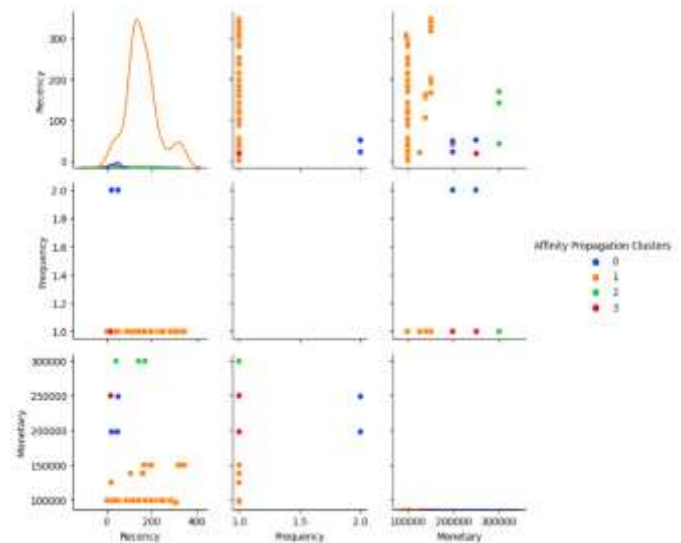 300
200
100
0
Recency
2.0
1.8
1.6
1.4
1.2
1.0
Frequency
Affinity Propagation Clusters
0
1
2
3
300000
250000
200000
150000
100000
Monetary
0 200 400
Recency
1.0 1.5 2.0
Frequency
100000 200000 300000
Monetary